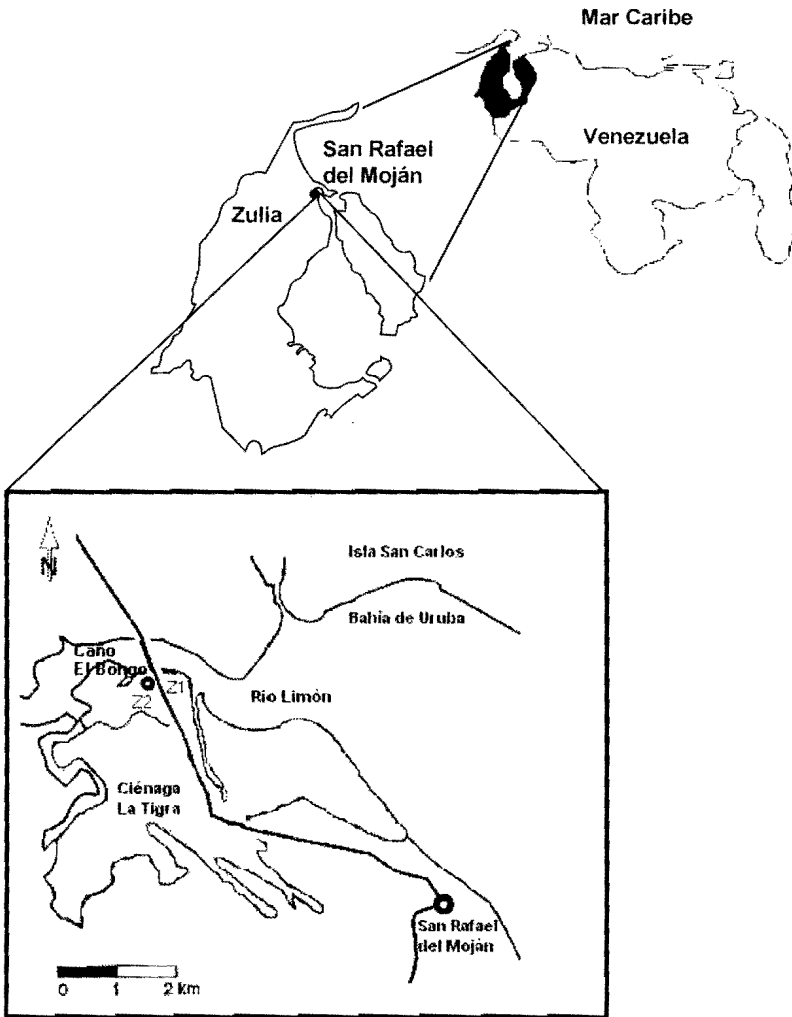 Mar Caribe
Venezuela
San Rafael
del Moján
Zulia
N
Isla San Carlos
Bahía de Uruba
Caño
El Bongo
Z1
Z2
Río Limón
Ciénaga
La Tigra
San Rafael
del Moján
0 1 2 km